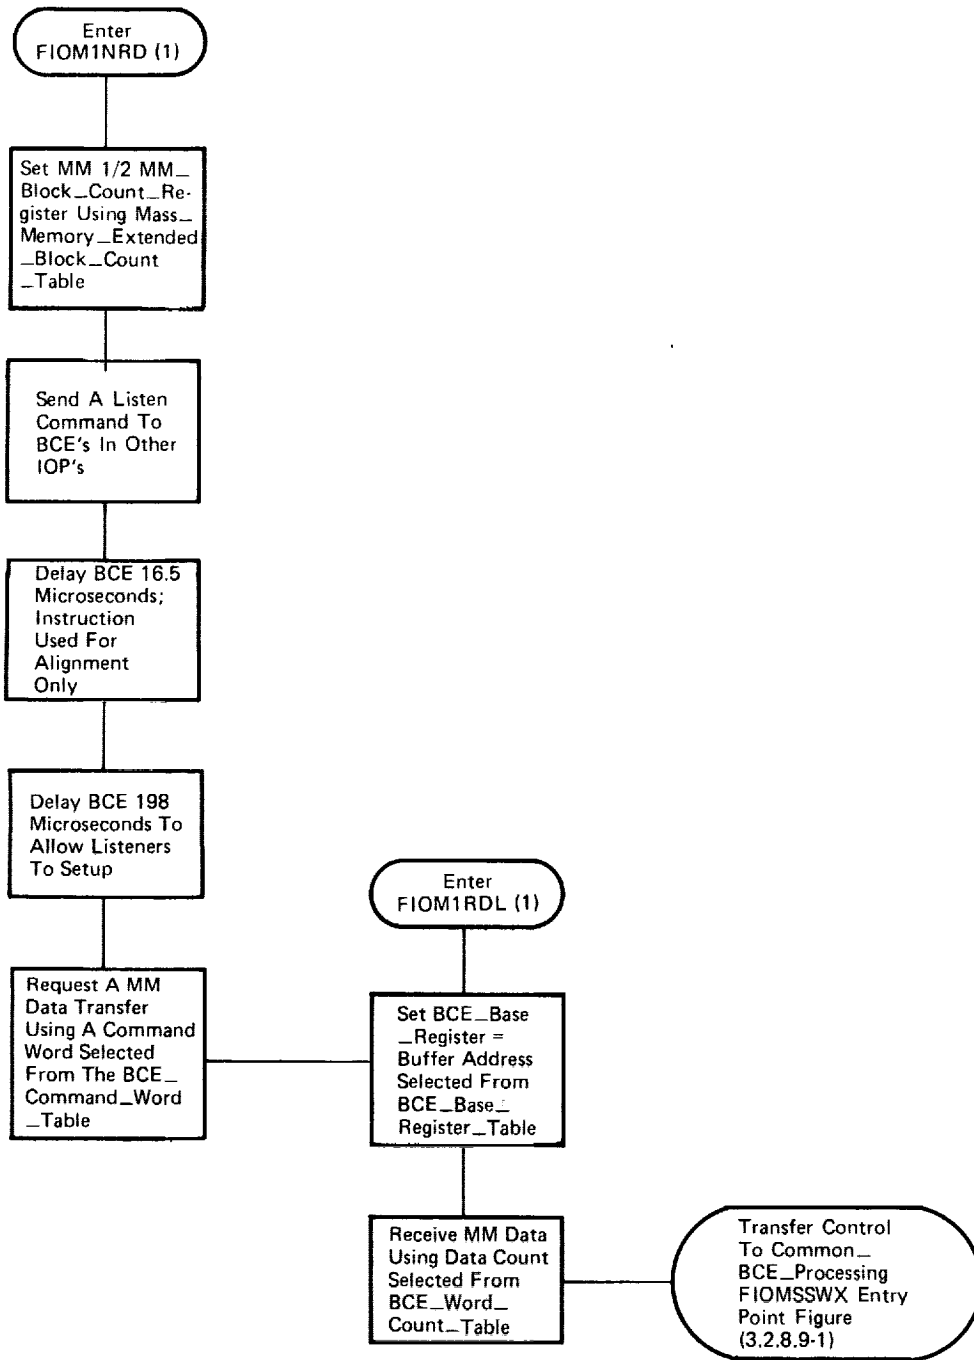 Enter
FIOM1NRD (1)
Set MM 1/2 MM_
Block_Count_Re-
gister Using Mass_
Memory_Extended
_Block_Count
_Table
Send A Listen
Command To
BCE's In Other
IOP's
Delay BCE 16.5
Microseconds;
Instruction
Used For
Alignment
Only
Delay BCE 198
Microseconds To
Allow Listeners
To Setup
Request A MM
Data Transfer
Using A Command
Word Selected
From The BCE_
Command_Word
_Table
Enter
FIOM1RDL (1)
Set BCE_Base
_Register =
Buffer Address
Selected From
BCE_Base_
Register_Table
Receive MM Data
Using Data Count
Selected From
BCE_Word_
Count_Table
Transfer Control
To Common_
BCE_Processing
FIOMSSWX Entry
Point Figure
(3.2.8.9-1)